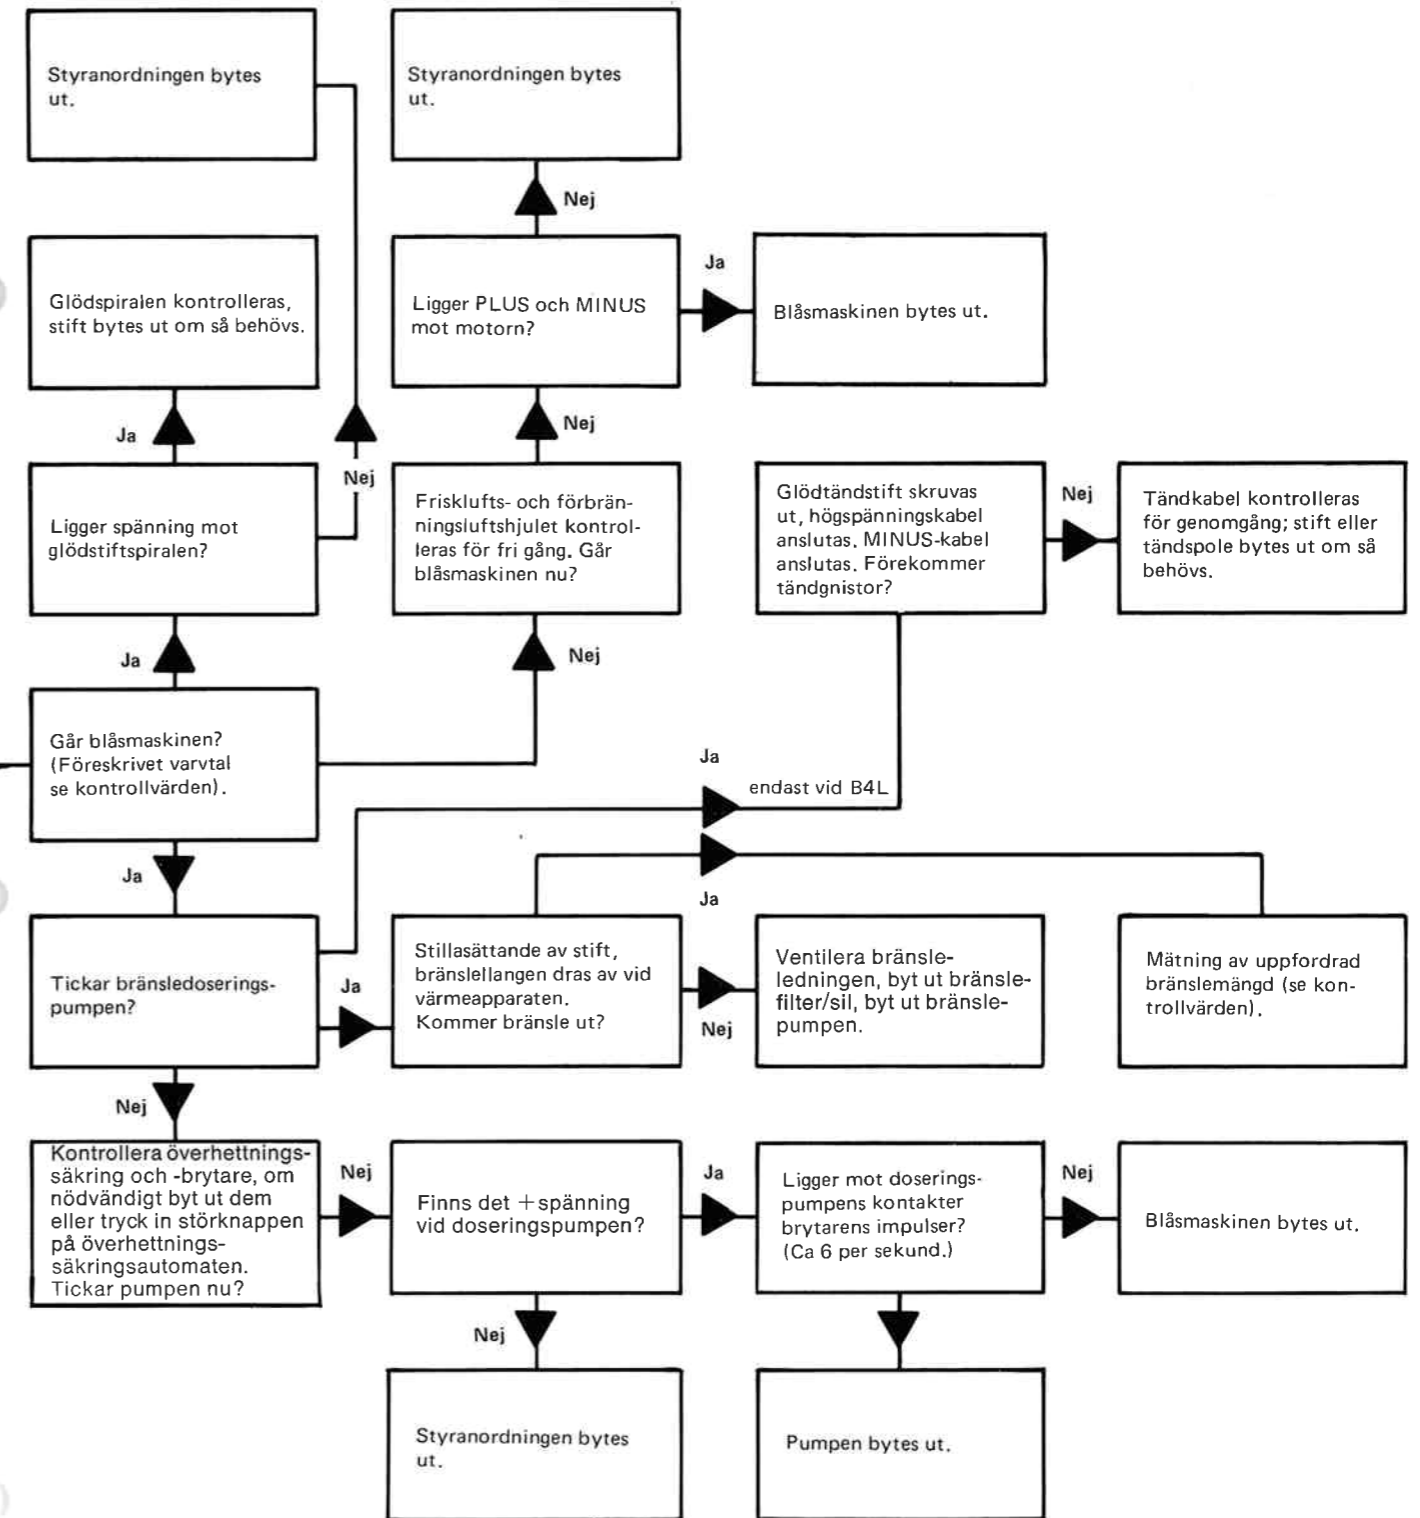 Styranordningen bytes
ut.
Styranordningen bytes
ut.
Nej
Glödspiralen kontrolleras,
stift bytes ut om så behövs.
Ligger PLUS och MINUS
mot motorn?
Ja
Blåsmaskinen bytes ut.
Ja
Nej
Nej
Ligger spänning mot
glödstiftspiralen?
Frisklufts- och förbrän-
ningsluftshjulet kontrol-
leras för fri gång. Går
blåsmaskinen nu?
Glödtändstift skruvas
ut, högspänningskabel
anslutas. MINUS-kabel
anslutas. Förekommer
tändgnistor?
Nej
Tändkabel kontrolleras
för genomgång; stift eller
tändspole bytes ut om så
behövs.
Ja
Nej
Går blåsmaskinen?
(Föreskrivet varvtal
se kontrollvärden).
Ja
endast vid B4L
Ja
Ja
Tickar bränsledoserings-
pumpen?
Ja
Stillasättande av stift,
bränslellangen dras av vid
värmeapparaten.
Kommer bränsle ut?
Nej
Ventilera bränsle-
ledningen, byt ut bränsle-
filter/sil, byt ut bränsle-
pumpen.
Mätning av uppfordrad
bränslemängd (se kon-
trollvärden).
Nej
Kontrollera överhettnings-
säkring och -brytare, om
nödvändigt byt ut dem
eller tryck in störknappen
på överhettnings-
säkringsautomaten.
Tickar pumpen nu?
Nej
Finns det +spänning
vid doseringspumpen?
Ja
Ligger mot doserings-
pumpens kontakter
brytarens impulser?
(Ca 6 per sekund.)
Nej
Blåsmaskinen bytes ut.
Nej
Styranordningen bytes
ut.
Pumpen bytes ut.